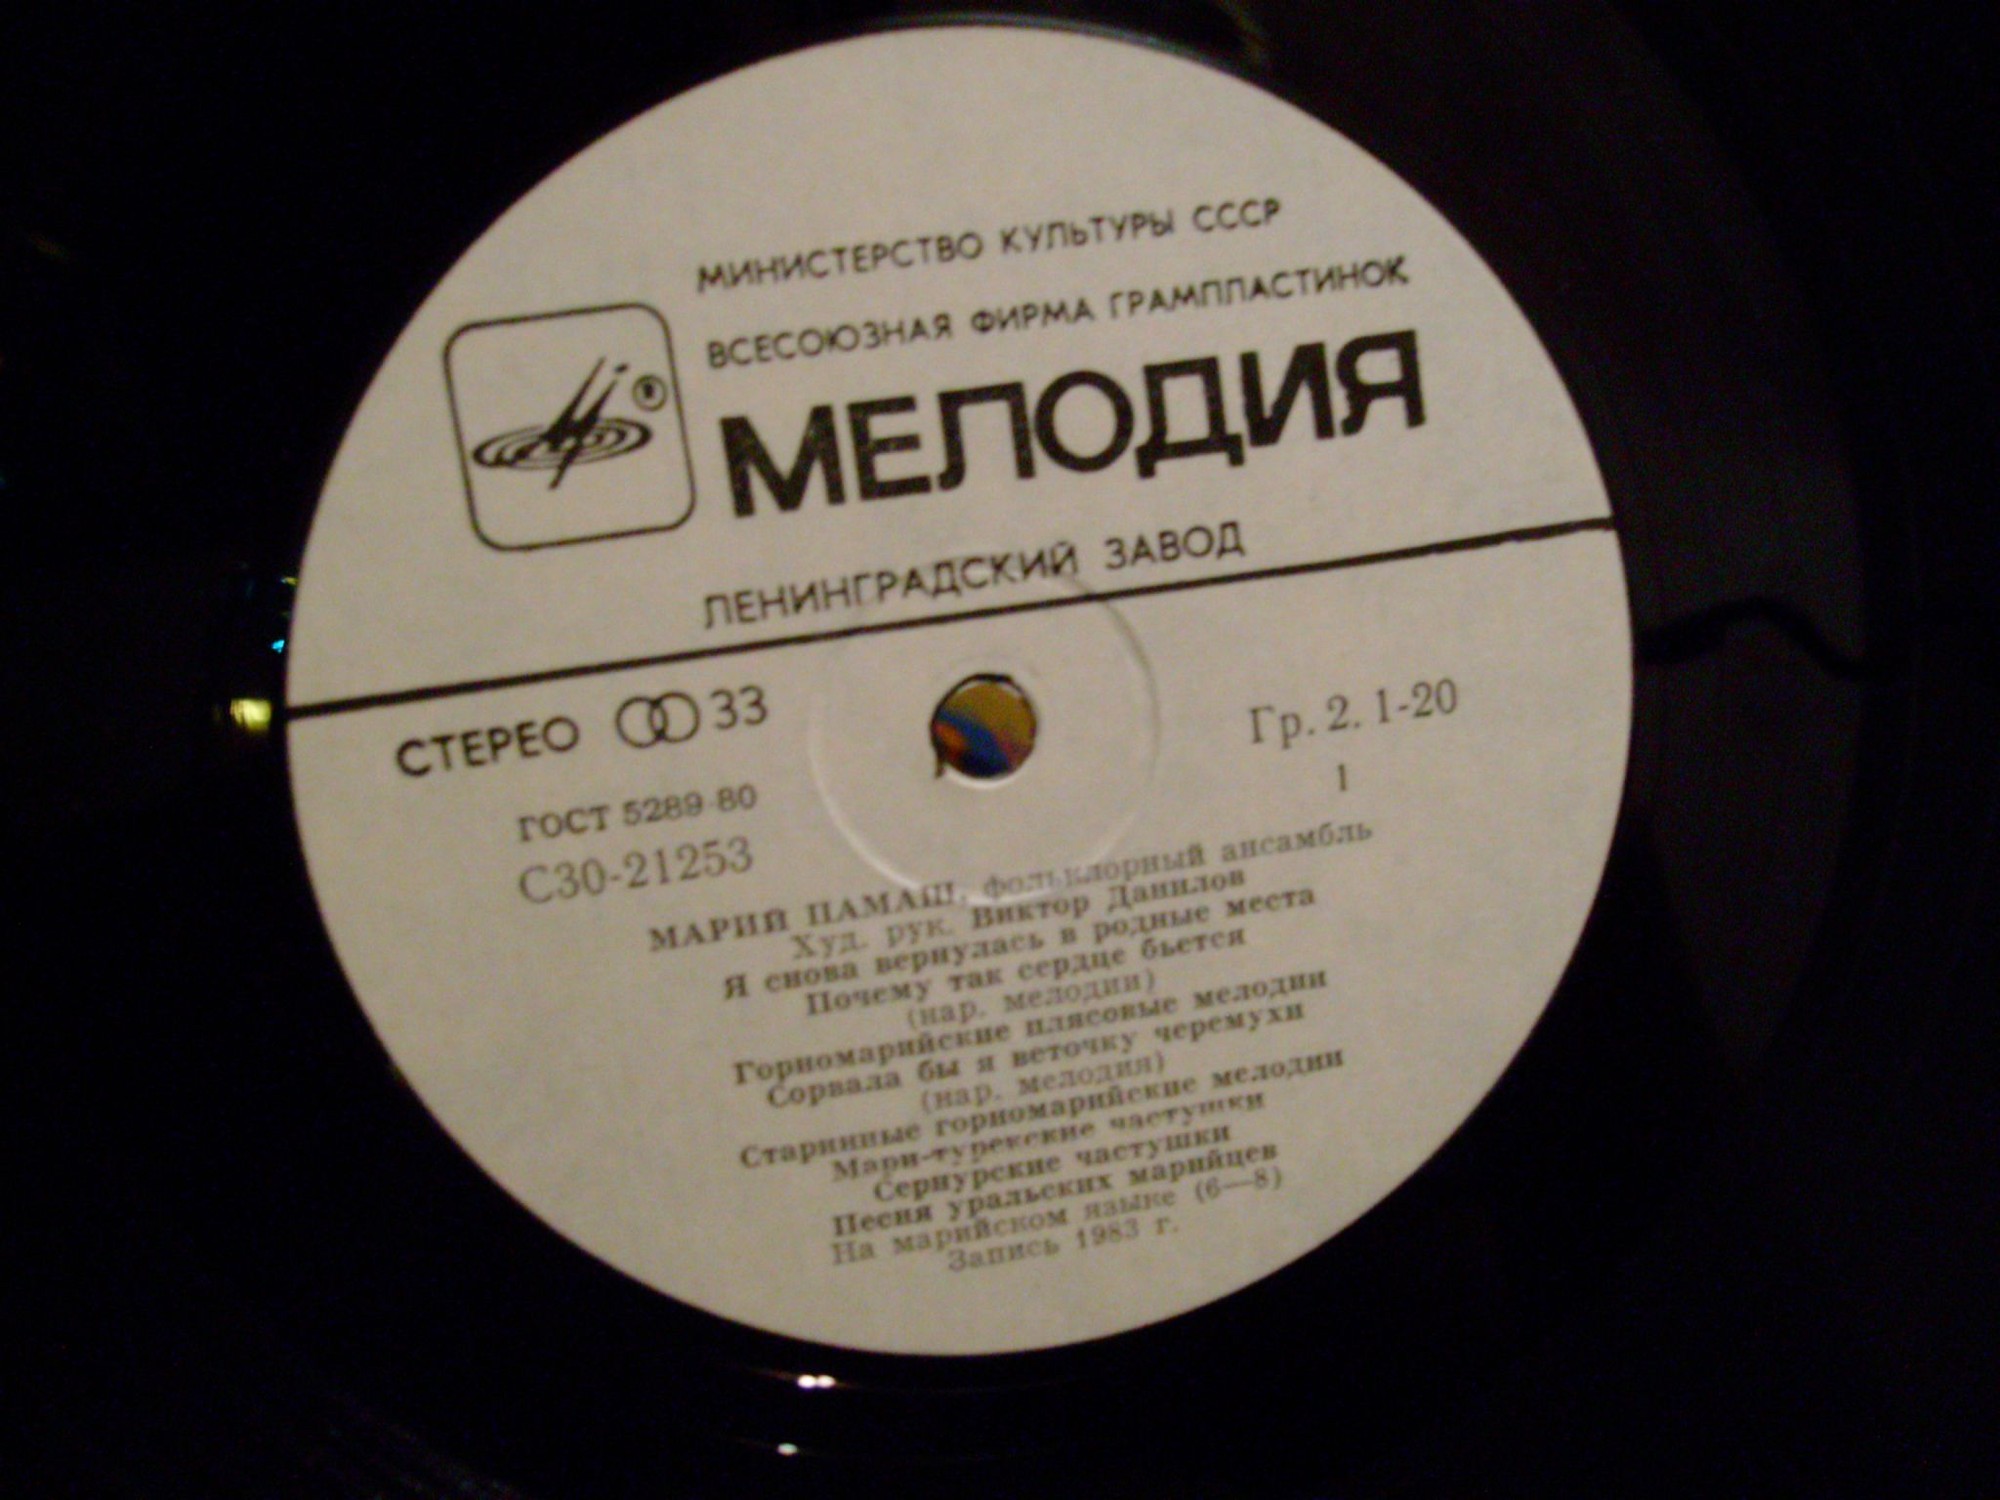 МИНИСТЕРСТВО КУЛЬТУРЫ СССР
ВСЕСОЮЗНАЯ ФИРМА ГРАМПЛАСТИНОК
МЕЛОДИЯ
ЛЕНИНГРАДСКИЙ ЗАВОД
СТЕРЕО 33
Гр. 2. 1-20
ГОСТ 5289-80
1
С30-21253
МАРИЙ ПАМАШ, фольклорный ансамбль
Худ. рук. Виктор Данилов
Я снова вернулась в родные места
Почему так сердце бьется
(нар. мелодии)
Горномарийские плясовые мелодии
Сорвала бы я веточку черемухи
(нар. мелодия)
Старинные горномарийские мелодии
Мари-турекские частушки
Сернурские частушки
Песня уральских марийцев
На марийском языке (6—8)
Запись 1983 г.